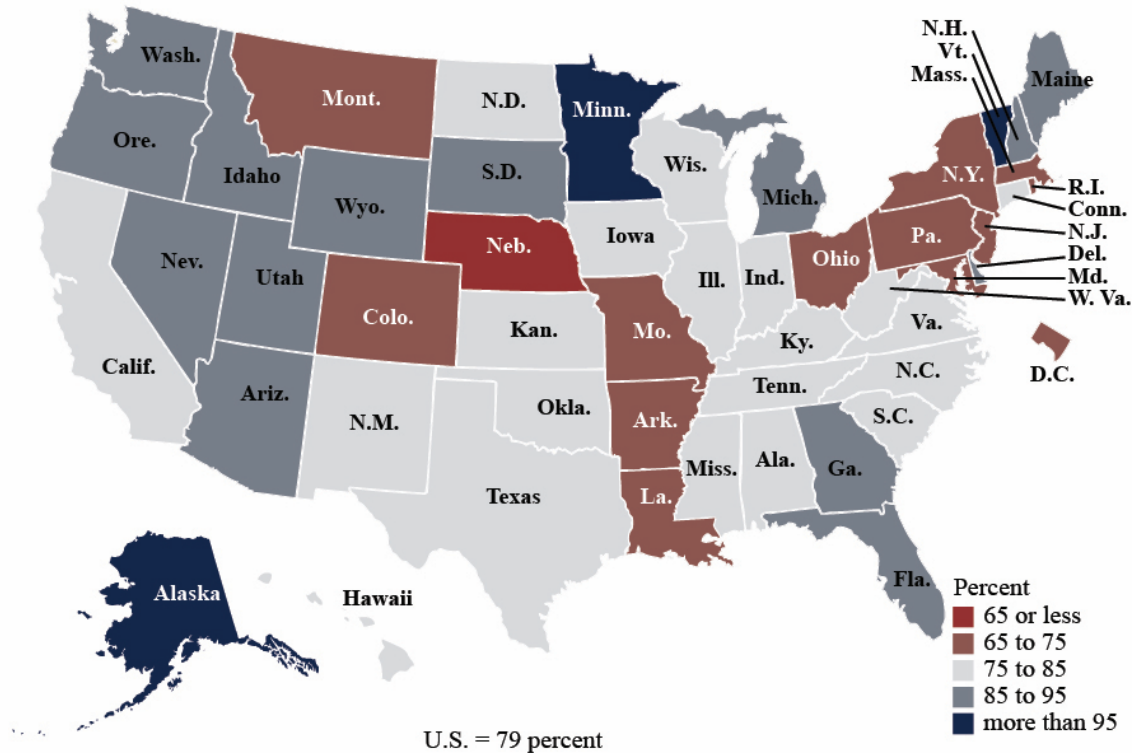 N.H.
Vt.
Mass.
Wash.
Maine
Mont.
N.D.
Minn.
Ore.
Idaho
S.D.
Wis.
N.Y.
Mich.
R.I.
Conn.
N.J.
Del.
Md.
W. Va.
Wyo.
Neb.
Iowa
Pa.
Ohio
Nev.
Utah
Ill.
Ind.
Colo.
Kan.
Mo.
Ky.
Va.
D.C.
Calif.
Ariz.
N.M.
Okla.
Ark.
Tenn.
N.C.
S.C.
Texas
La.
Miss.
Ala.
Ga.
Fla.
Alaska
Hawaii
Percent
65 or less
65 to 75
75 to 85
85 to 95
more than 95
U.S. = 79 percent